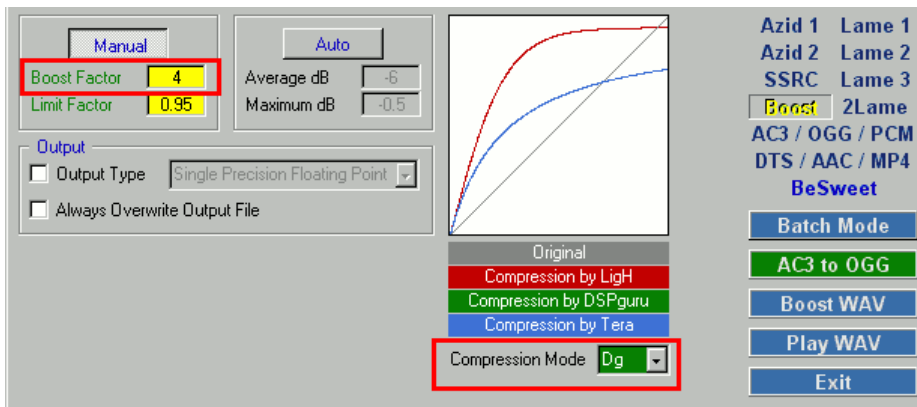 Manual
Boost Factor 4
Limit Factor 0.95
Auto
Average dB -6
Maximum dB -0.5
Output
Output Type Single Precision Floating Point
Always Overwrite Output File
Original
Compression by LigH
Compression by DSPguru
Compression by Tera
Compression Mode Dg
Azid 1 Lame 1
Azid 2 Lame 2
SSRC Lame 3
Boost 2Lame
AC3 / OGG / PCM
DTS / AAC / MP4
BeSweet
Batch Mode
AC3 to OGG
Boost WAV
Play WAV
Exit